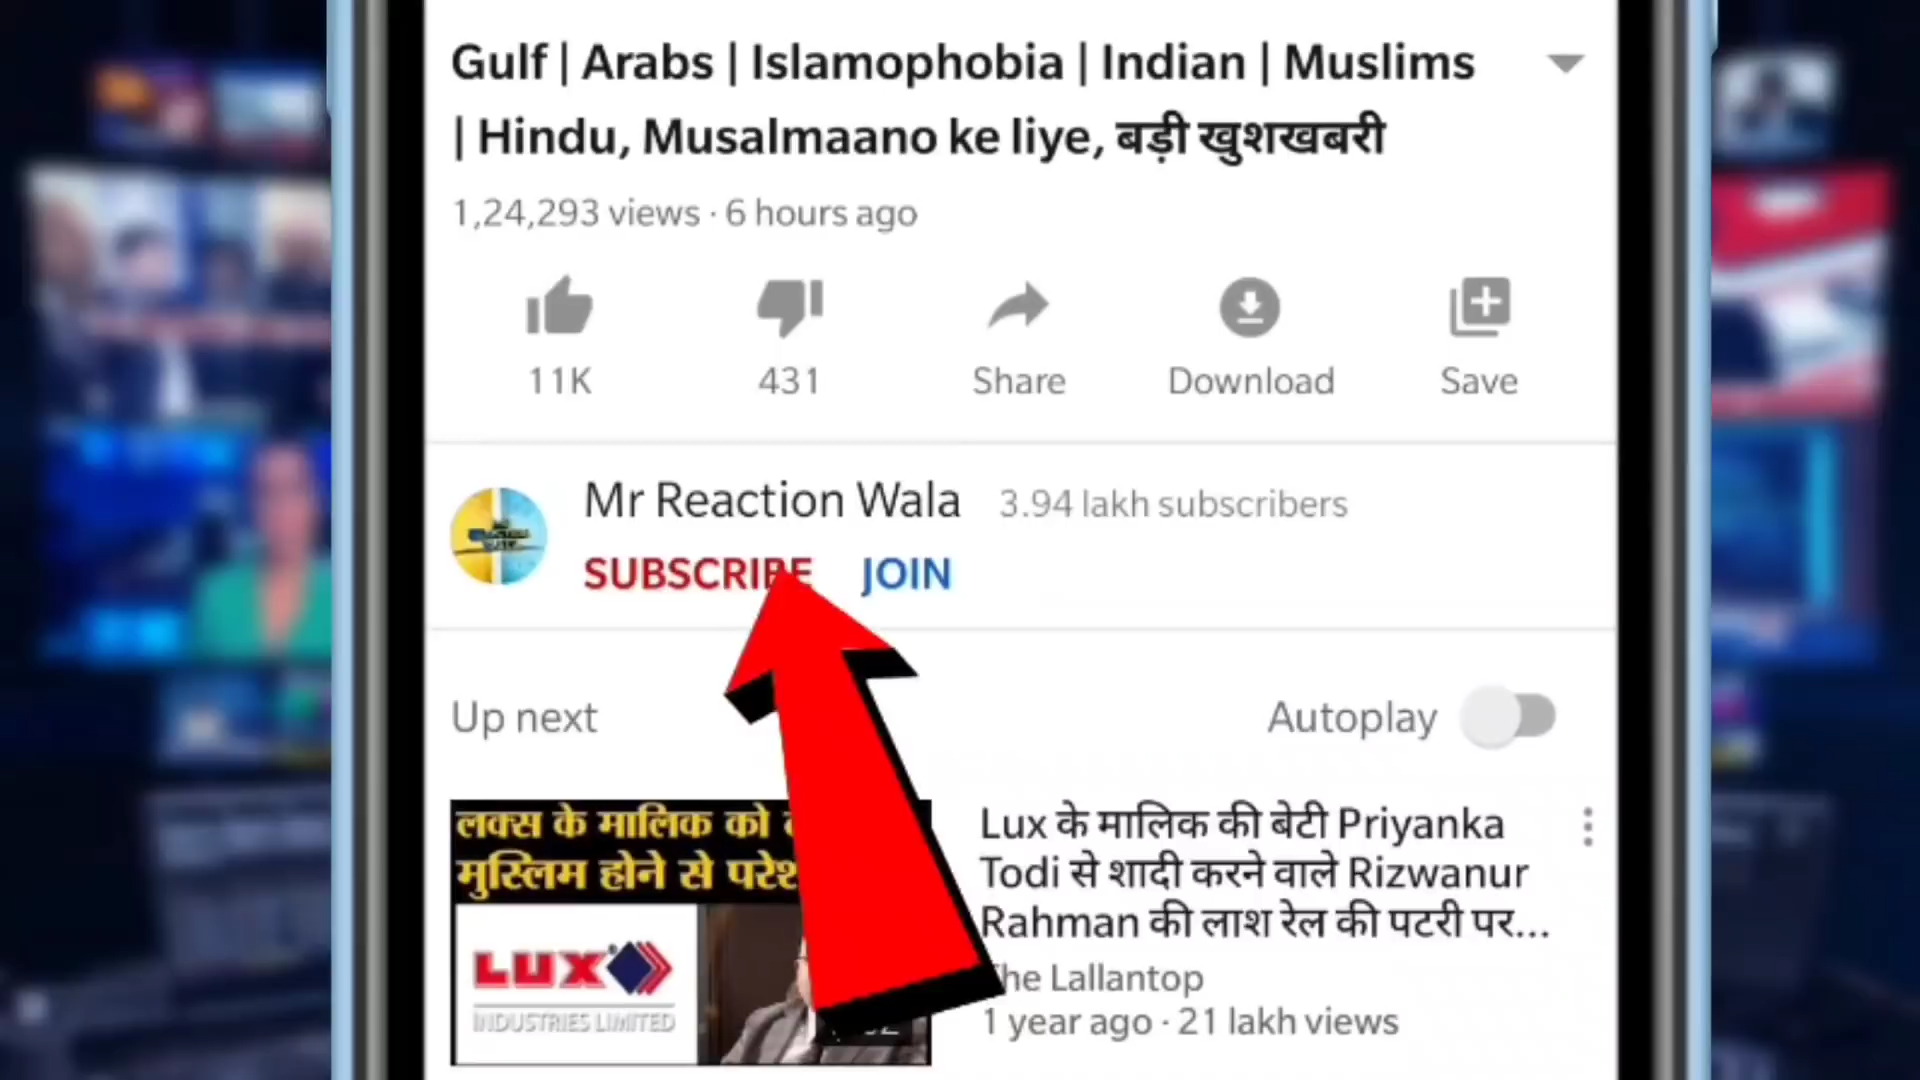 Gulf | Arabs | Islamophobia | Indian | Muslims
| Hindu, Musalmaano ke liye, बड़ी खुशखबरी
1,24,293 views · 6 hours ago
11K
431
Share
Download
Save
Mr Reaction Wala
3.94 lakh subscribers
SUBSCRIBE
JOIN
Up next
Autoplay
लक्स के मालिक को
मुस्लिम होने से
LUX
INDUSTRIES LIMITED
Lux के मालिक की बेटी Priyanka
Todi से शादी करने वाले Rizwanur
Rahman की लाश रेल की पटरी पर...
The Lallantop
1 year ago · 21 lakh views